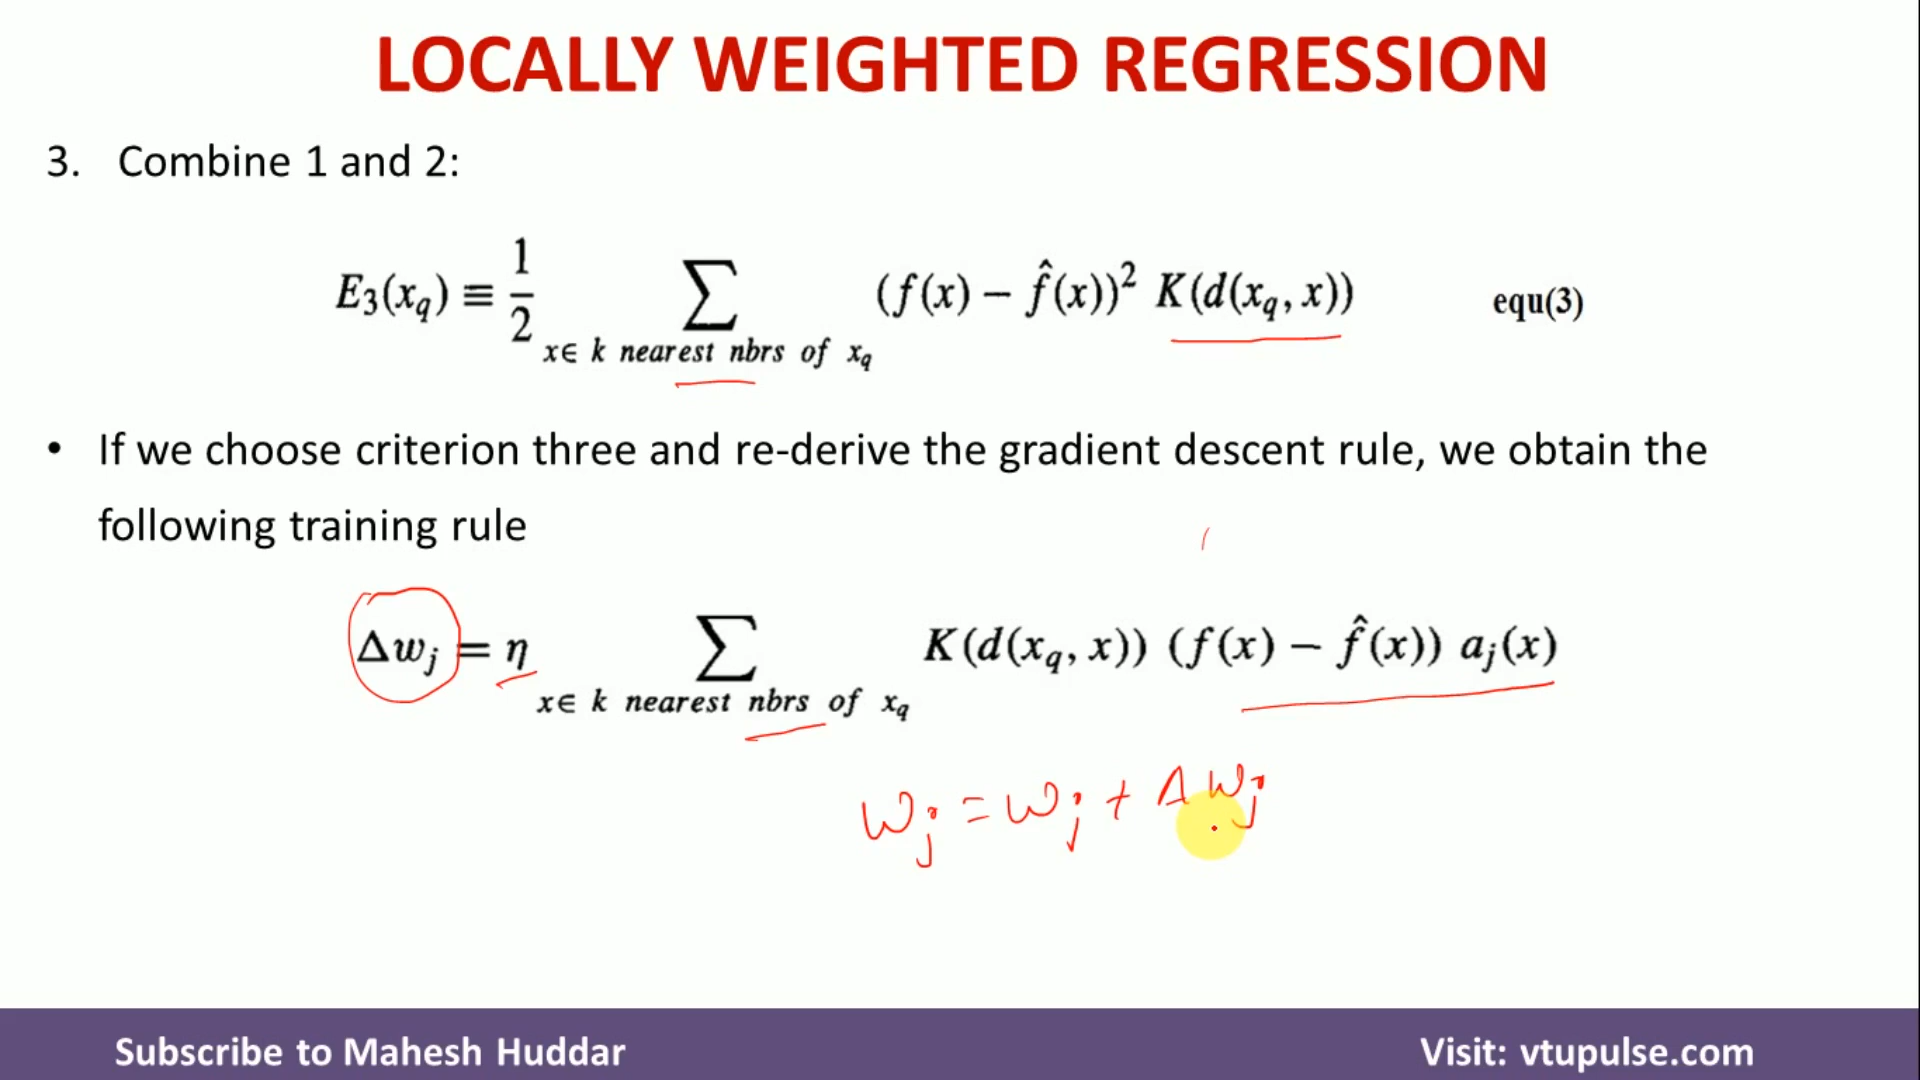 LOCALLY WEIGHTED REGRESSION
3. Combine 1 and 2:
E₃(x_q) ≡ 1/2 ∑_{x∈ k nearest nbrs of x_q} (f(x) − f̂(x))² K(d(x_q, x)) equ(3)
• If we choose criterion three and re-derive the gradient descent rule, we obtain the
following training rule
Δw_j = η ∑_{x∈ k nearest nbrs of x_q} K(d(x_q, x)) (f(x) − f̂(x)) a_j(x)
w_j = w_j + Δw_j
Subscribe to Mahesh Huddar
Visit: vtupulse.com